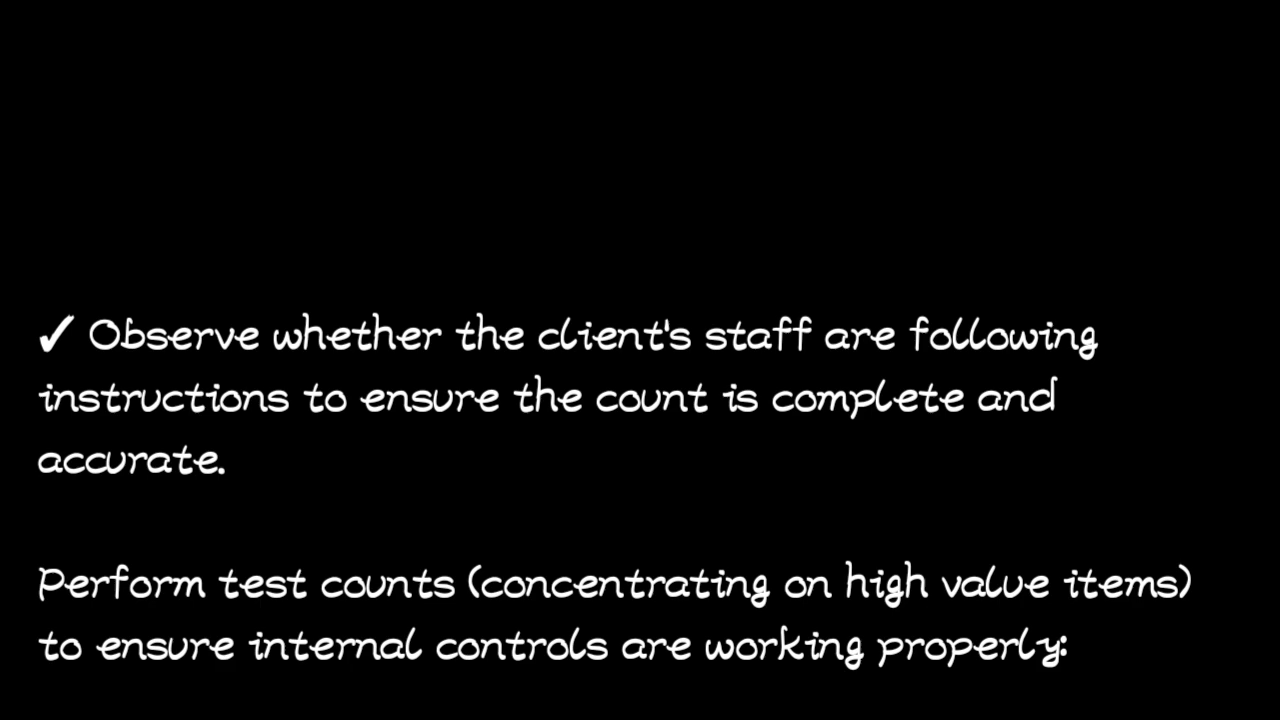 ✓ Observe whether the client's staff are following
instructions to ensure the count is complete and
accurate.
Perform test counts (concentrating on high value items)
to ensure internal controls are working properly: